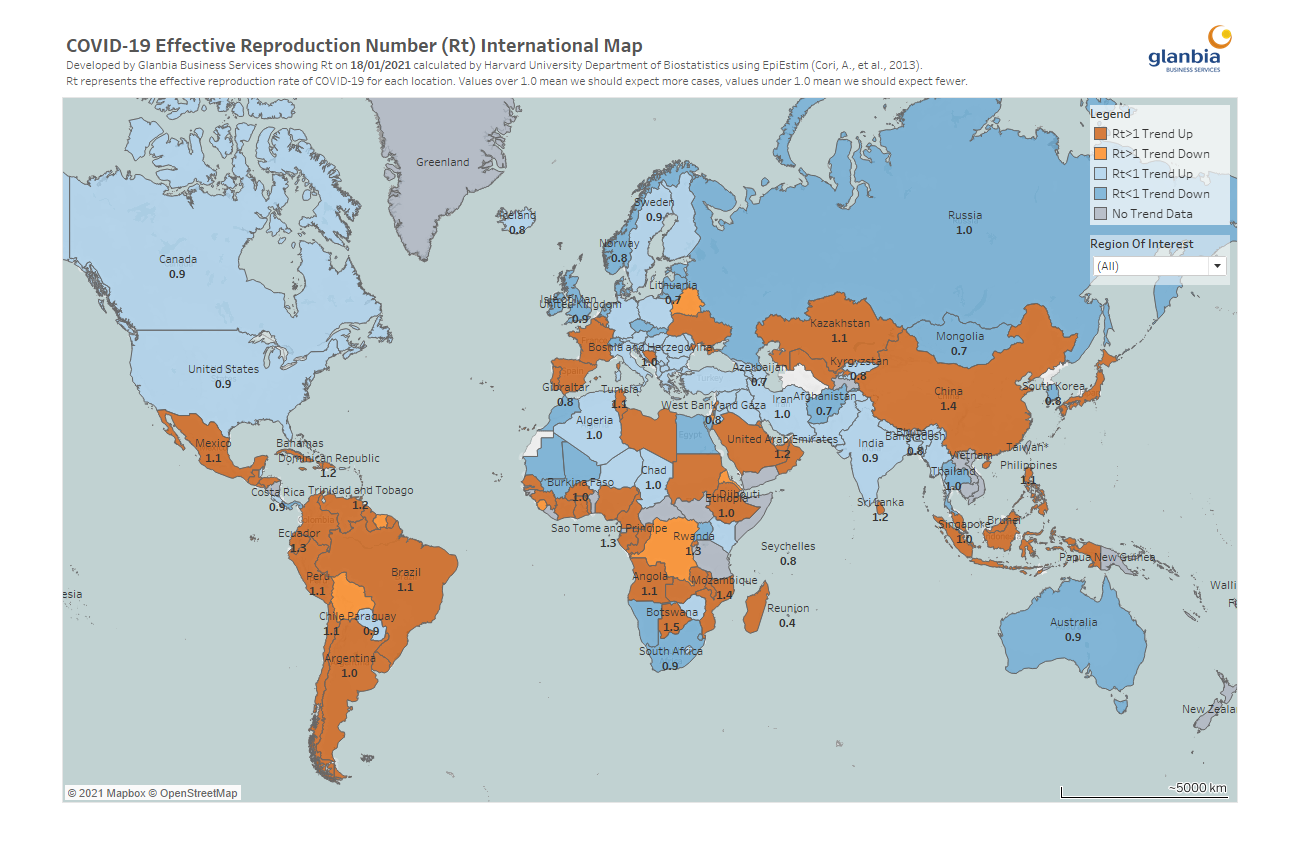 COVID-19 Effective Reproduction Number (Rt) International Map
Developed by Glanbia Business Services showing Rt on 18/01/2021 calculated by Harvard University Department of Biostatistics using EpiEstim (Cori, A., et al., 2013).
Rt represents the effective reproduction rate of COVID-19 for each location. Values over 1.0 mean we should expect more cases, values under 1.0 mean we should expect fewer.
glanbia
BUSINESS SERVICES
Legend
Rt>1 Trend Up
Rt>1 Trend Down
Rt<1 Trend Up
Rt<1 Trend Down
No Trend Data
Region Of Interest
(All)
Greenland
Iceland
0.8
Sweden
0.9
Russia
1.0
Norway
0.8
Canada
0.9
Lithuania
0.7
Isle of Man
United Kingdom
0.9
Kazakhstan
1.1
Mongolia
0.7
Bosnia and Herzegovina
1.0
United States
0.9
Azerbaijan
0.7
Kyrgyzstan
0.8
Spain
Turkey
Gibraltar
0.8
Tunisia
1.1
China
1.4
South Korea
0.8
Iran
1.0
Afghanistan
0.7
West Bank and Gaza
0.8
Algeria
1.0
Egypt
United Arab Emirates
1.2
India
0.9
Bhutan
Bangladesh
0.8
Taiwan*
Mexico
1.1
Bahamas
Dominican Republic
1.2
Vietnam
Thailand
1.0
Philippines
1.1
Chad
1.0
Burkina Faso
1.0
Djibouti
Ethiopia
1.0
Costa Rica
0.9
Trinidad and Tobago
1.2
Sri Lanka
1.2
Colombia
Ecuador
1.3
Sao Tome and Principe
1.3
Rwanda
1.3
Seychelles
0.8
Singapore
1.0
Brunei
Papua New Guinea
Peru
1.1
Brazil
1.1
Angola
1.1
Mozambique
1.4
Reunion
0.4
esia
Walli
F
Chile
1.1
Paraguay
0.9
Botswana
1.5
Australia
0.9
Argentina
1.0
South Africa
0.9
New Zeala
© 2021 Mapbox © OpenStreetMap
~5000 km